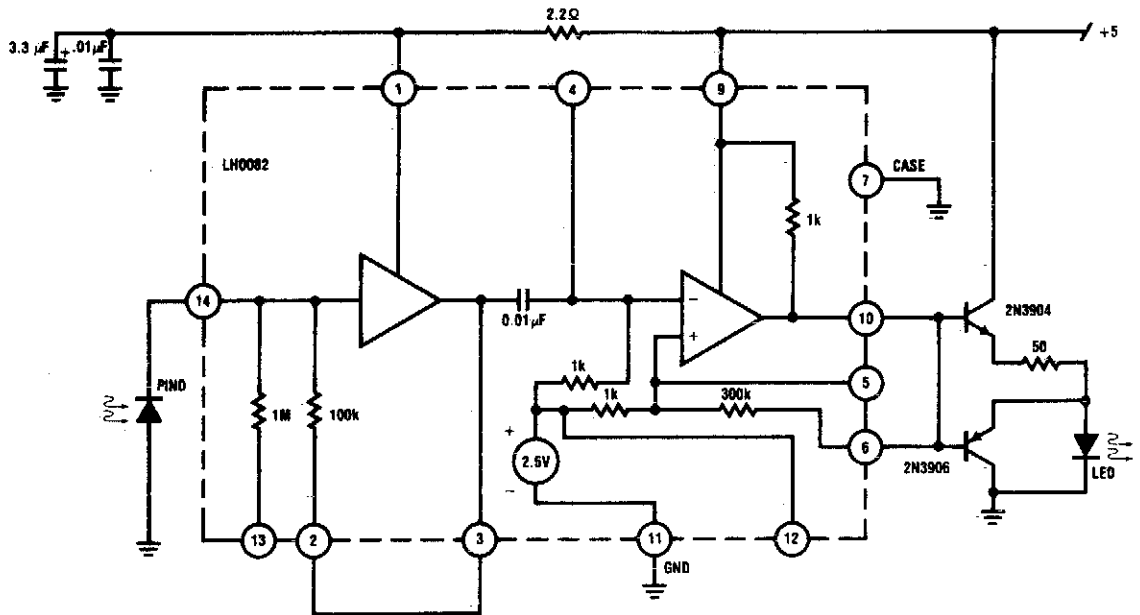 2.2Ω
+5
3.3 µF
+
.01µF
1
4
9
LH0082
7
CASE
1k
14
0.01µF
−
+
10
2N3904
50
PIND
1M
100k
1k
1k
300k
5
+
2.5V
−
6
2N3906
LED
13
2
3
11
GND
12